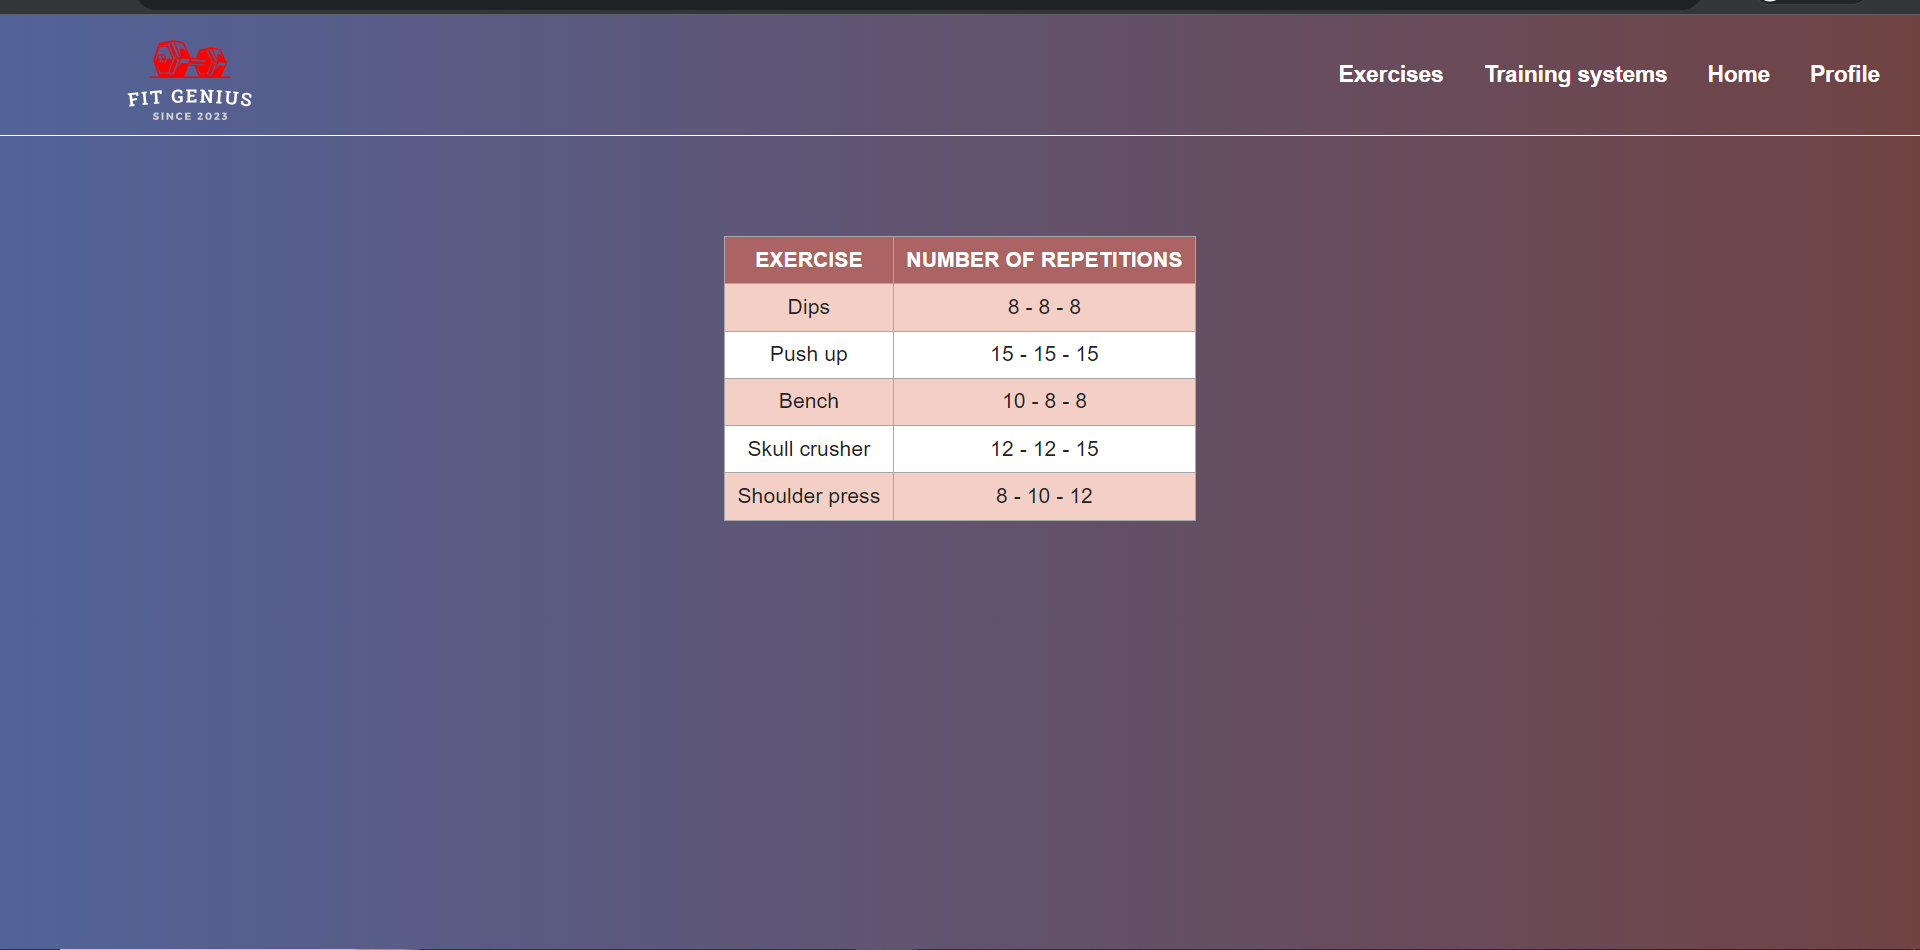 FIT GENIUS
SINCE 2023
Exercises Training systems Home Profile
EXERCISE NUMBER OF REPETITIONS
Dips 8 - 8 - 8
Push up 15 - 15 - 15
Bench 10 - 8 - 8
Skull crusher 12 - 12 - 15
Shoulder press 8 - 10 - 12